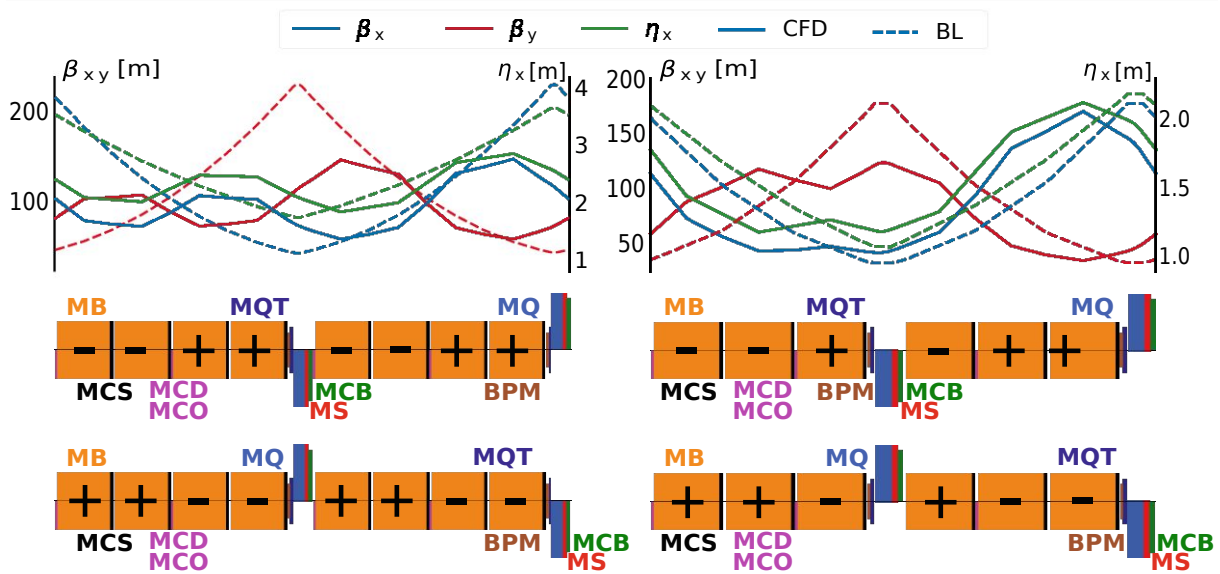 β x β y η x CFD BL
β x y [m] η x [m] β x y [m] η x [m]
200 4 200 2.0
3 150
100 2 100 1.5
1 50 1.0
MB MQT MQ MB MQT MQ
− − + + − − + + − − + − + +
MCS MCD MCB BPM MCS MCD BPM MCB
MCO MS MCO MS
MB MQ MQT MB MQ MQT
+ + − − + + − − + + − + − −
MCS MCD BPM MCB MCS MCD BPM MCB
MCO MS MCO MS